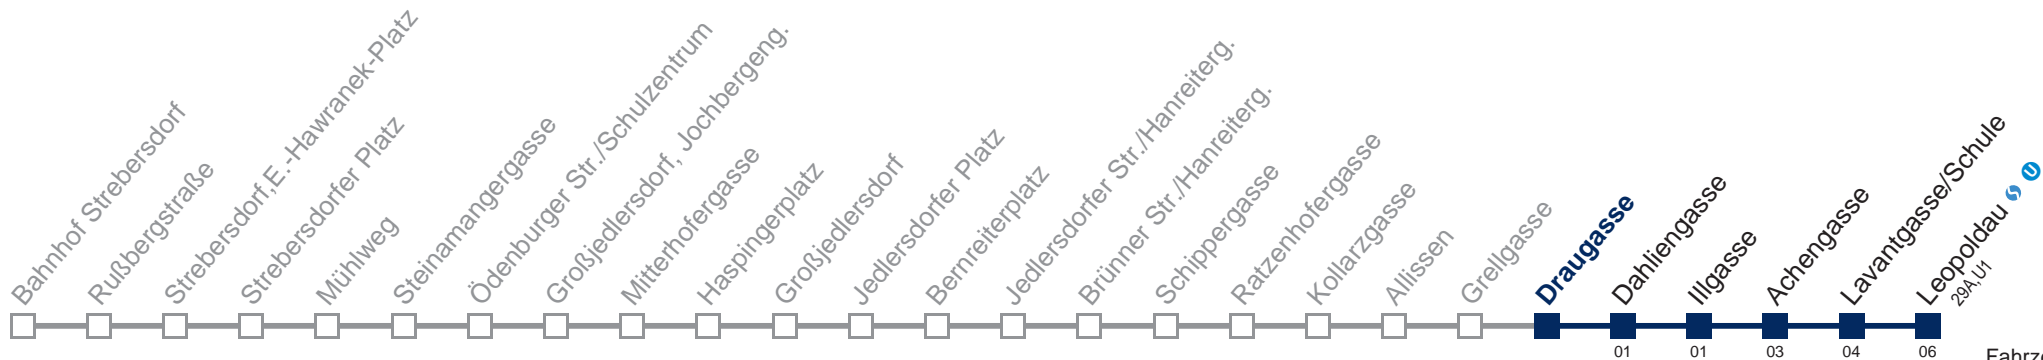 Bahnhof Strebersdorf
Rußbergstraße
Strebersdorf,E.-Hawranek-Platz
Strebersdorfer Platz
Mühlweg
Steinamangergasse
Ödenburger Str./Schulzentrum
Großjedlersdorf, Jochbergeng.
Mitterhofergasse
Haspingerplatz
Großjedlersdorf
Jedlersdorfer Platz
Bernreiterplatz
Jedlersdorfer Str./Hanreiterg.
Brünner Str./Hanreiterg.
Schippergasse
Ratzenhofergasse
Kollarzgasse
Allissen
Grellgasse
Draugasse
Dahliengasse
Illgasse
Achengasse
Lavantgasse/Schule
Leopoldau S U
29A,U1
01 01 03 04 06